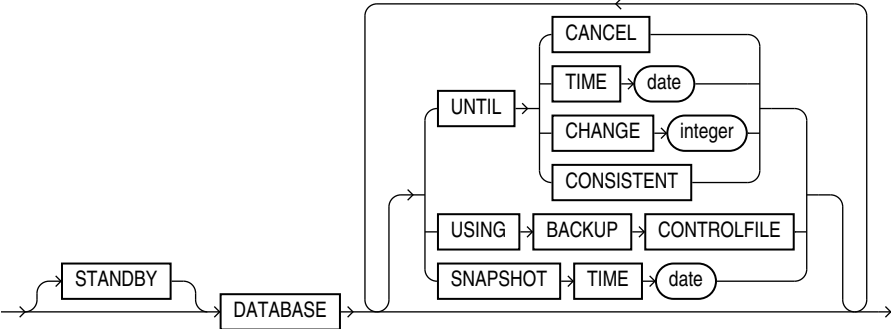 CANCEL
TIME date
UNTIL
CHANGE integer
CONSISTENT
USING BACKUP CONTROLFILE
STANDBY
SNAPSHOT TIME date
DATABASE